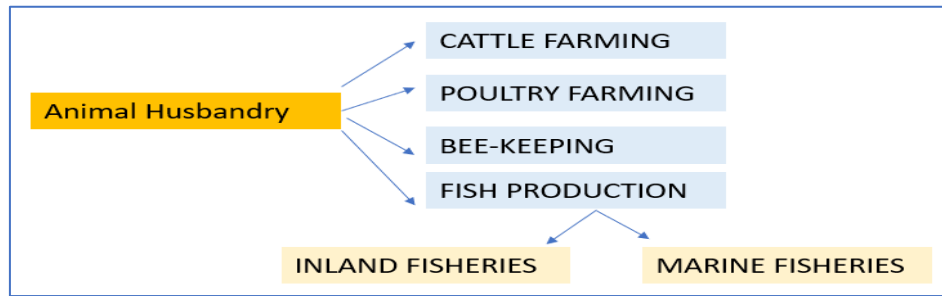 CATTLE FARMING
Animal Husbandry
POULTRY FARMING
BEE-KEEPING
FISH PRODUCTION
INLAND FISHERIES
MARINE FISHERIES